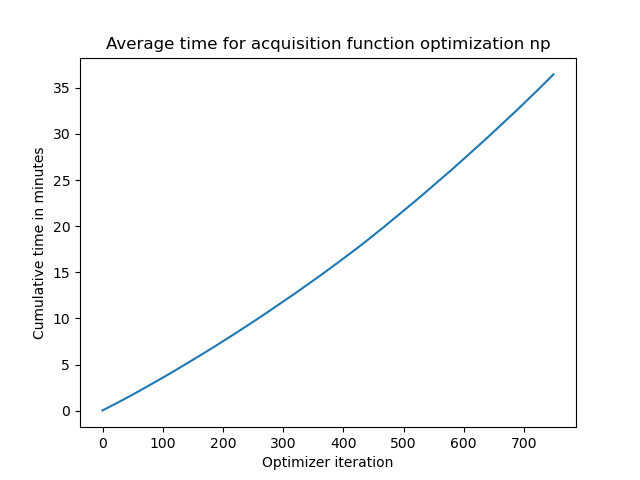 Average time for acquisition function optimization np
Cumulative time in minutes
35
30
25
20
15
10
5
0
0 100 200 300 400 500 600 700
Optimizer iteration